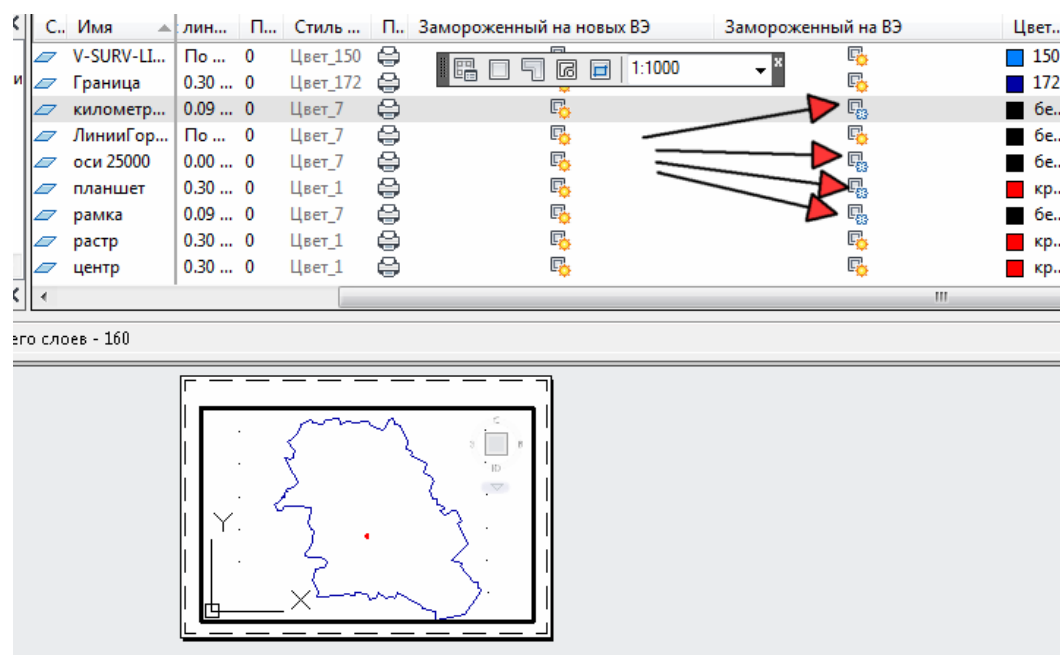 С.. Имя лин... П... Стиль ... П.. Замороженный на новых ВЭ Замороженный на ВЭ Цвет..
V-SURV-LI... По ... 0 Цвет_150 150
и Граница 0.30 ... 0 Цвет_172 172
1:1000
километр... 0.09 ... 0 Цвет_7 бе..
ЛинииГор... По ... 0 Цвет_7 бе..
оси 25000 0.00 ... 0 Цвет_7 бе..
планшет 0.30 ... 0 Цвет_1 кр..
рамка 0.09 ... 0 Цвет_7 бе..
растр 0.30 ... 0 Цвет_1 кр..
центр 0.30 ... 0 Цвет_1 кр..
его слоев - 160
Y
X